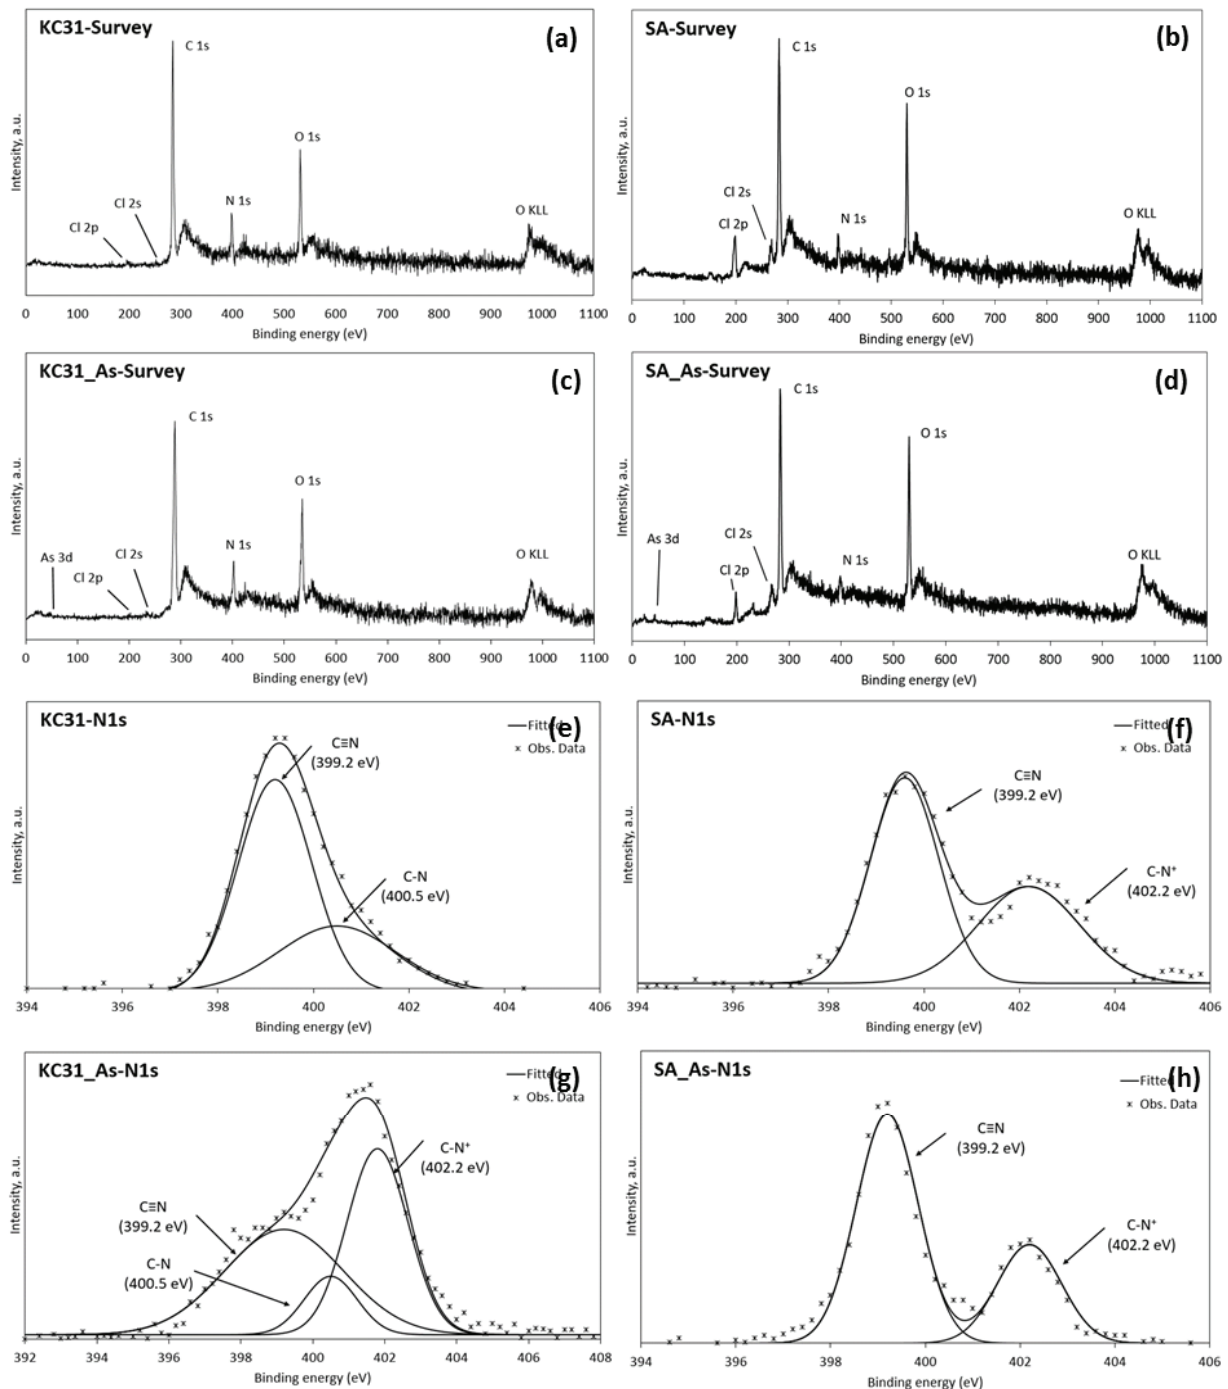 KC31-Survey
(a)
C 1s
O 1s
N 1s
Cl 2s
Cl 2p
O KLL
Intensity, a.u.
0 100 200 300 400 500 600 700 800 900 1000 1100
Binding energy (eV)
SA-Survey
(b)
C 1s
O 1s
Cl 2s
Cl 2p
N 1s
O KLL
Intensity, a.u.
0 100 200 300 400 500 600 700 800 900 1000 1100
Binding energy (eV)
KC31_As-Survey
(c)
C 1s
O 1s
N 1s
As 3d
Cl 2s
Cl 2p
O KLL
Intensity, a.u.
0 100 200 300 400 500 600 700 800 900 1000 1100
Binding energy (eV)
SA_As-Survey
(d)
C 1s
O 1s
As 3d
Cl 2s
Cl 2p
N 1s
O KLL
Intensity, a.u.
0 100 200 300 400 500 600 700 800 900 1000 1100
Binding energy (eV)
KC31-N1s
(e)
Fitted
Obs. Data
C≡N
(399.2 eV)
C-N
(400.5 eV)
Intensity, a.u.
394 396 398 400 402 404 406
Binding energy (eV)
SA-N1s
(f)
Fitted
Obs. Data
C≡N
(399.2 eV)
C-N⁺
(402.2 eV)
Intensity, a.u.
394 396 398 400 402 404 406
Binding energy (eV)
KC31_As-N1s
(g)
Fitted
Obs. Data
C-N⁺
(402.2 eV)
C≡N
(399.2 eV)
C-N
(400.5 eV)
Intensity, a.u.
392 394 396 398 400 402 404 406 408
Binding energy (eV)
SA_As-N1s
(h)
Fitted
Obs. Data
C≡N
(399.2 eV)
C-N⁺
(402.2 eV)
Intensity, a.u.
394 396 398 400 402 404 406
Binding energy (eV)